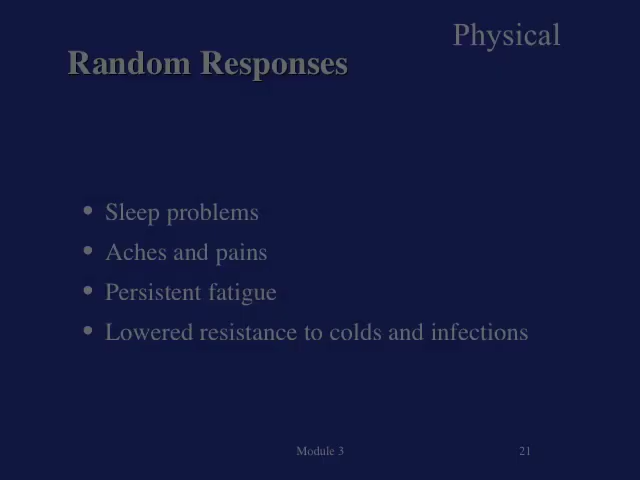 Physical
Random Responses
• Sleep problems
• Aches and pains
• Persistent fatigue
• Lowered resistance to colds and infections
Module 3
21